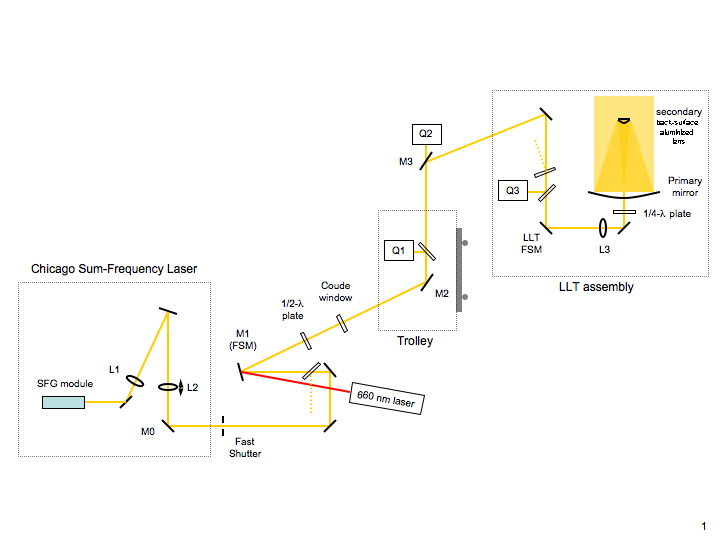 Q2
M3
secondary
back-surface
aluminized
lens
Primary
mirror
Q3
1/4-λ plate
LLT
FSM
L3
LLT assembly
Q1
M2
Trolley
Coude
window
1/2-λ
plate
M1
(FSM)
Chicago Sum-Frequency Laser
L1
SFG module
L2
M0
660 nm laser
Fast
Shutter
1